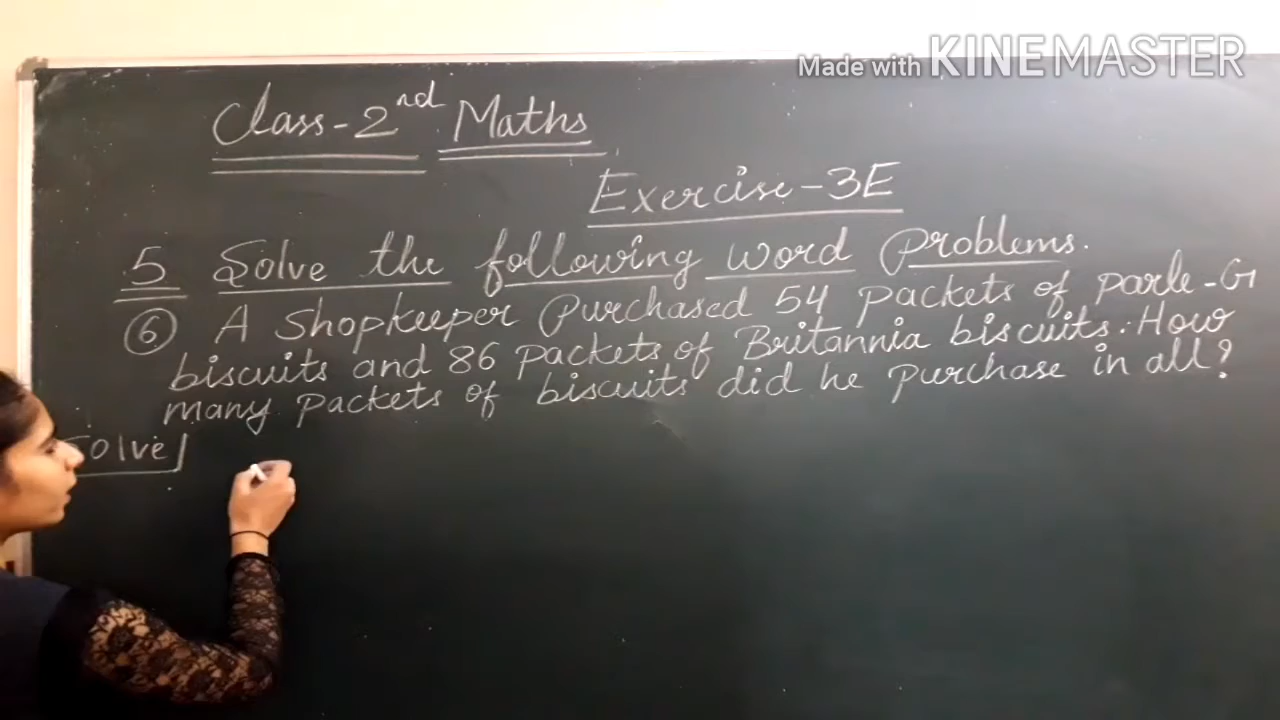 Made with KINEMASTER
Class-2nd Maths
Exercise-3E
5 Solve the following word problems.
6 A Shopkeeper Purchased 54 packets of parle-G
biscuits and 86 packets of Britannia biscuits. How
many packets of biscuits did he purchase in all?
Solve